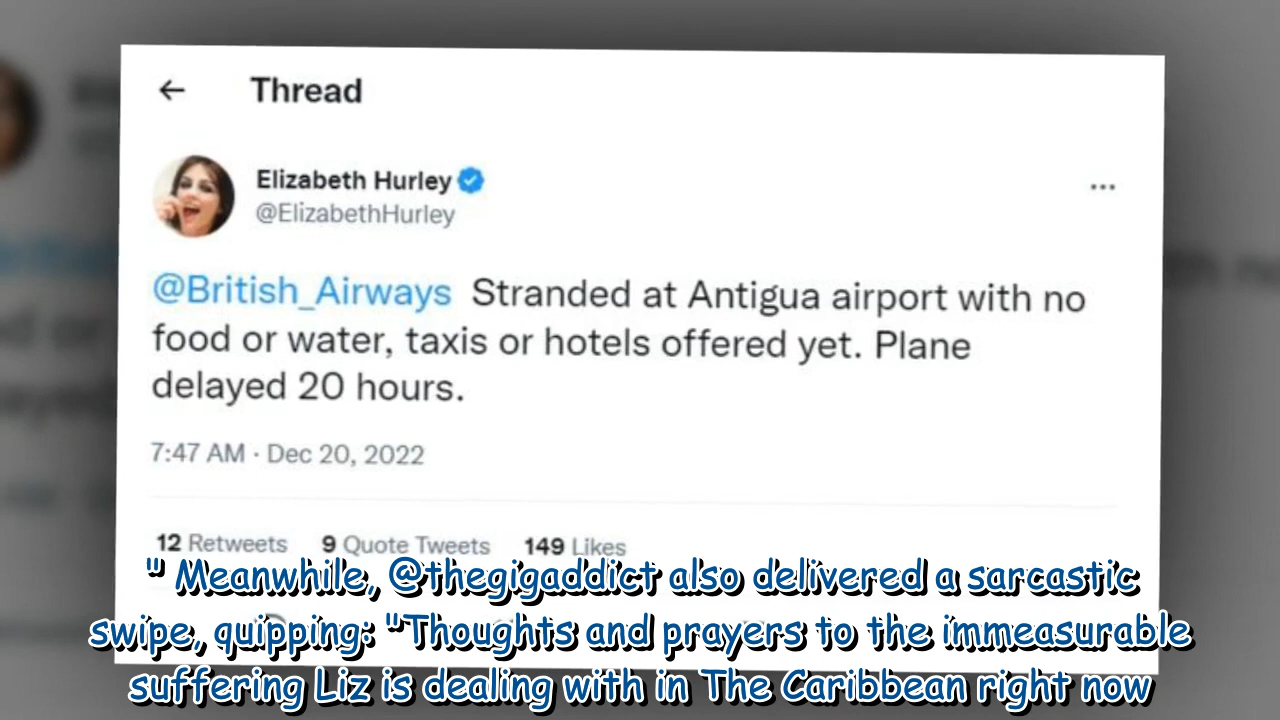 Thread
Elizabeth Hurley
@ElizabethHurley
@British_Airways Stranded at Antigua airport with no
food or water, taxis or hotels offered yet. Plane
delayed 20 hours.
7:47 AM · Dec 20, 2022
12 Retweets 9 Quote Tweets 149 Likes
" Meanwhile, @thegigaddict also delivered a sarcastic
swipe, quipping: "Thoughts and prayers to the immeasurable
suffering Liz is dealing with in The Caribbean right now